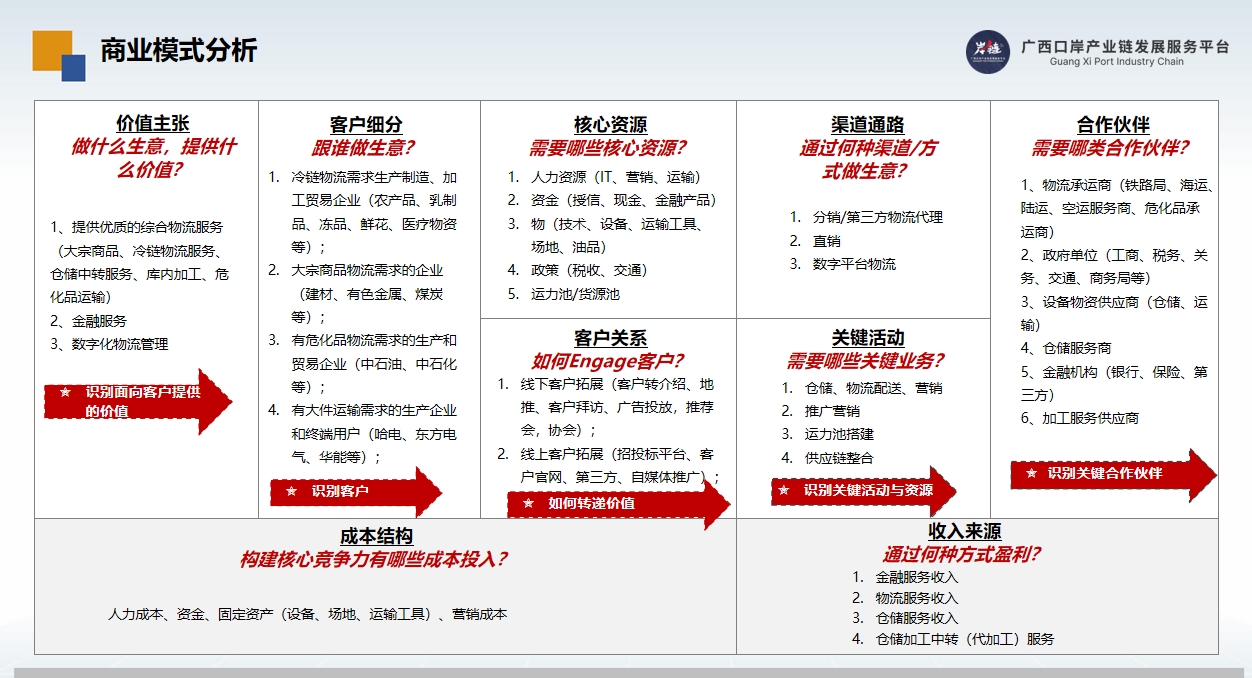 商业模式分析
岸链
广西口岸产业链发展服务平台
Guang Xi Port Industry Chain
价值主张
做什么生意，提供什
么价值？
1、提供优质的综合物流服务
（大宗商品、冷链物流服务、
仓储中转服务、库内加工、危
化品运输）
2、金融服务
3、数字化物流管理
★ 识别面向客户提供
的价值
客户细分
跟谁做生意？
1. 冷链物流需求生产制造、加
工贸易企业（农产品、乳制
品、冻品、鲜花、医疗物资
等）；
2. 大宗商品物流需求的企业
（建材、有色金属、煤炭
等）；
3. 有危化品物流需求的生产和
贸易企业（中石油、中石化
等）；
4. 有大件运输需求的生产企业
和终端用户（哈电、东方电
气、华能等）；
★ 识别客户
核心资源
需要哪些核心资源？
1. 人力资源（IT、营销、运输）
2. 资金（授信、现金、金融产品）
3. 物（技术、设备、运输工具、
场地、油品）
4. 政策（税收、交通）
5. 运力池/货源池
客户关系
如何Engage客户？
1. 线下客户拓展（客户转介绍、地
推、客户拜访、广告投放，推荐
会，协会）；
2. 线上客户拓展（招投标平台、客
户官网、第三方、自媒体推广）；
★ 如何转递价值
渠道通路
通过何种渠道/方
式做生意？
1. 分销/第三方物流代理
2. 直销
3. 数字平台物流
关键活动
需要哪些关键业务？
1. 仓储、物流配送、营销
2. 推广营销
3. 运力池搭建
4. 供应链整合
★ 识别关键活动与资源
合作伙伴
需要哪类合作伙伴？
1、物流承运商（铁路局、海运、
陆运、空运服务商、危化品承
运商）
2、政府单位（工商、税务、关
务、交通、商务局等）
3、设备物资供应商（仓储、运
输）
4、仓储服务商
5、金融机构（银行、保险、第
三方）
6、加工服务供应商
★ 识别关键合作伙伴
成本结构
构建核心竞争力有哪些成本投入？
人力成本、资金、固定资产（设备、场地、运输工具）、营销成本
收入来源
通过何种方式盈利？
1. 金融服务收入
2. 物流服务收入
3. 仓储服务收入
4. 仓储加工中转（代加工）服务